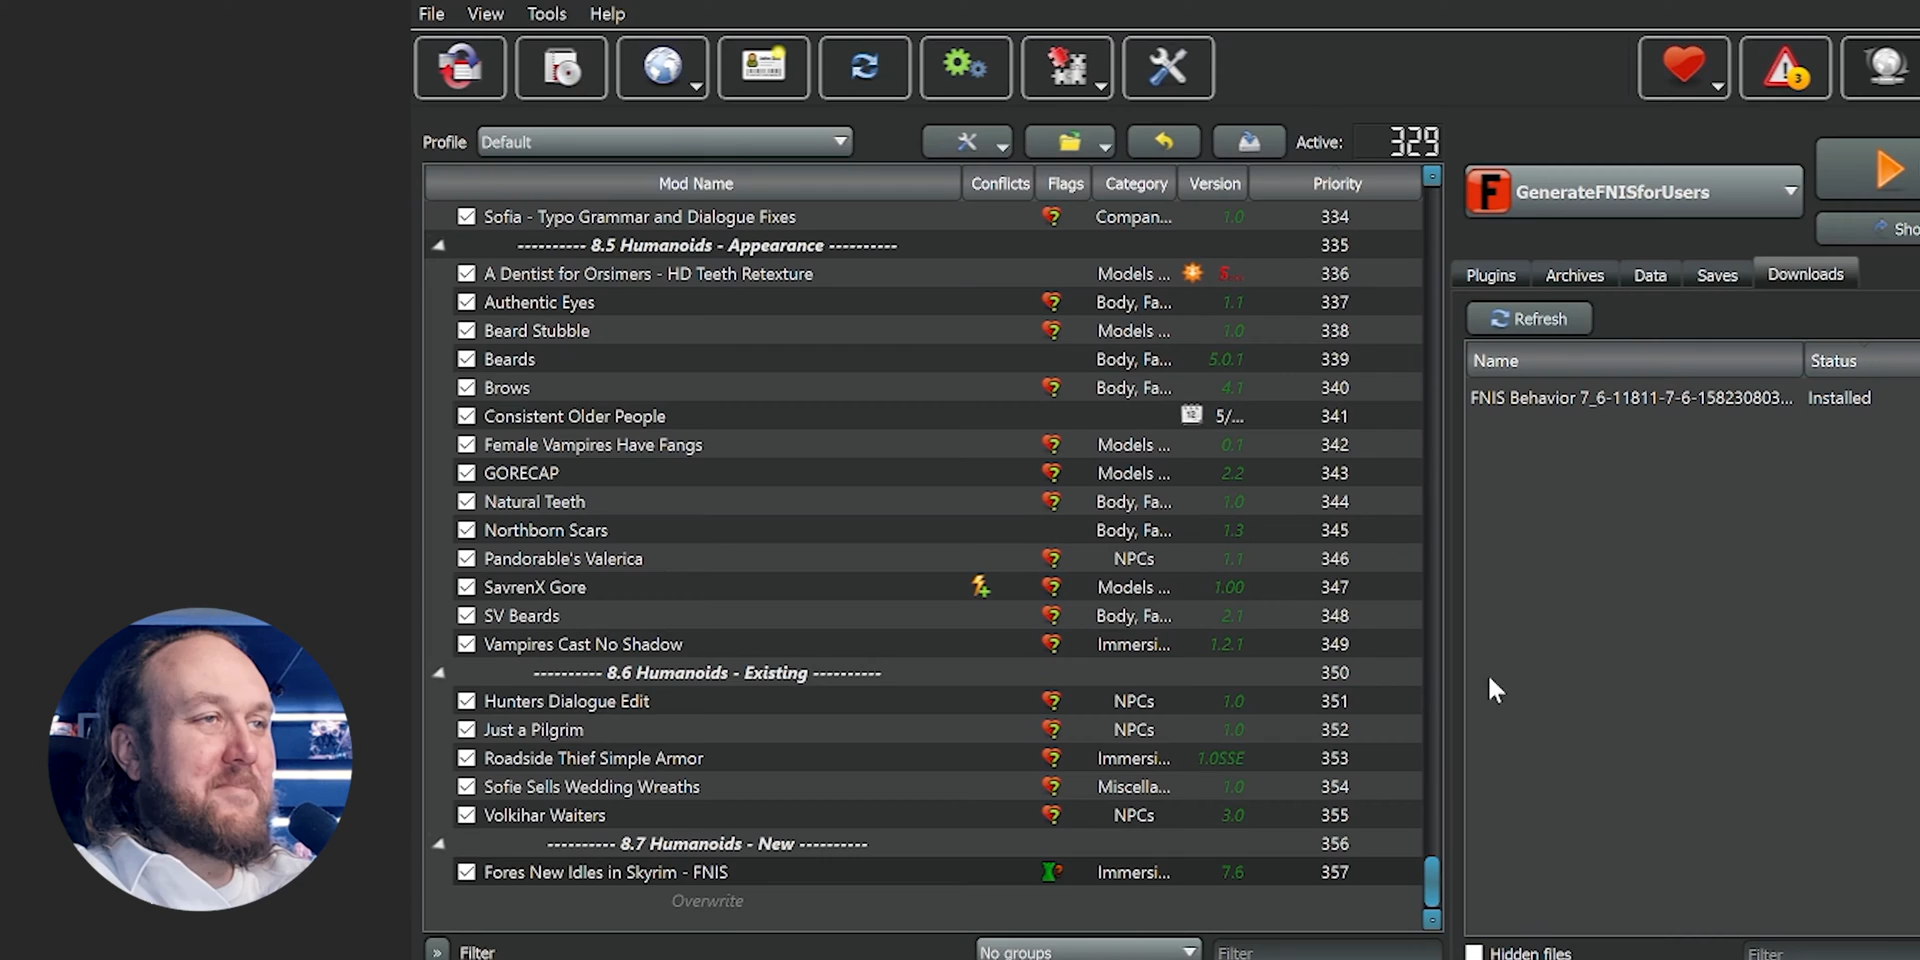 File View Tools Help
Profile Default Active: 329
Mod Name Conflicts Flags Category Version Priority
Sofia - Typo Grammar and Dialogue Fixes Compan... 1.0 334
---------- 8.5 Humanoids - Appearance ---------- 335
A Dentist for Orsimers - HD Teeth Retexture Models ... 336
Authentic Eyes Body, Fa... 1.1 337
Beard Stubble Models ... 1.0 338
Beards Body, Fa... 5.0.1 339
Brows Body, Fa... 4.1 340
Consistent Older People 5/... 341
Female Vampires Have Fangs Models ... 0.1 342
GORECAP Models ... 2.2 343
Natural Teeth Body, Fa... 1.0 344
Northborn Scars Body, Fa... 1.3 345
Pandorable's Valerica NPCs 1.1 346
SavrenX Gore Models ... 1.00 347
SV Beards Body, Fa... 2.1 348
Vampires Cast No Shadow Immersi... 1.2.1 349
---------- 8.6 Humanoids - Existing ---------- 350
Hunters Dialogue Edit NPCs 1.0 351
Just a Pilgrim NPCs 1.0 352
Roadside Thief Simple Armor Immersi... 1.0SSE 353
Sofie Sells Wedding Wreaths Miscella... 1.0 354
Volkihar Waiters NPCs 3.0 355
---------- 8.7 Humanoids - New ---------- 356
Fores New Idles in Skyrim - FNIS Immersi... 7.6 357
Overwrite
» Filter No groups Filter
3
F GenerateFNISforUsers
Sho
Plugins Archives Data Saves Downloads
Refresh
Name Status
FNIS Behavior 7_6-11811-7-6-158230803... Installed
Hidden files Filter